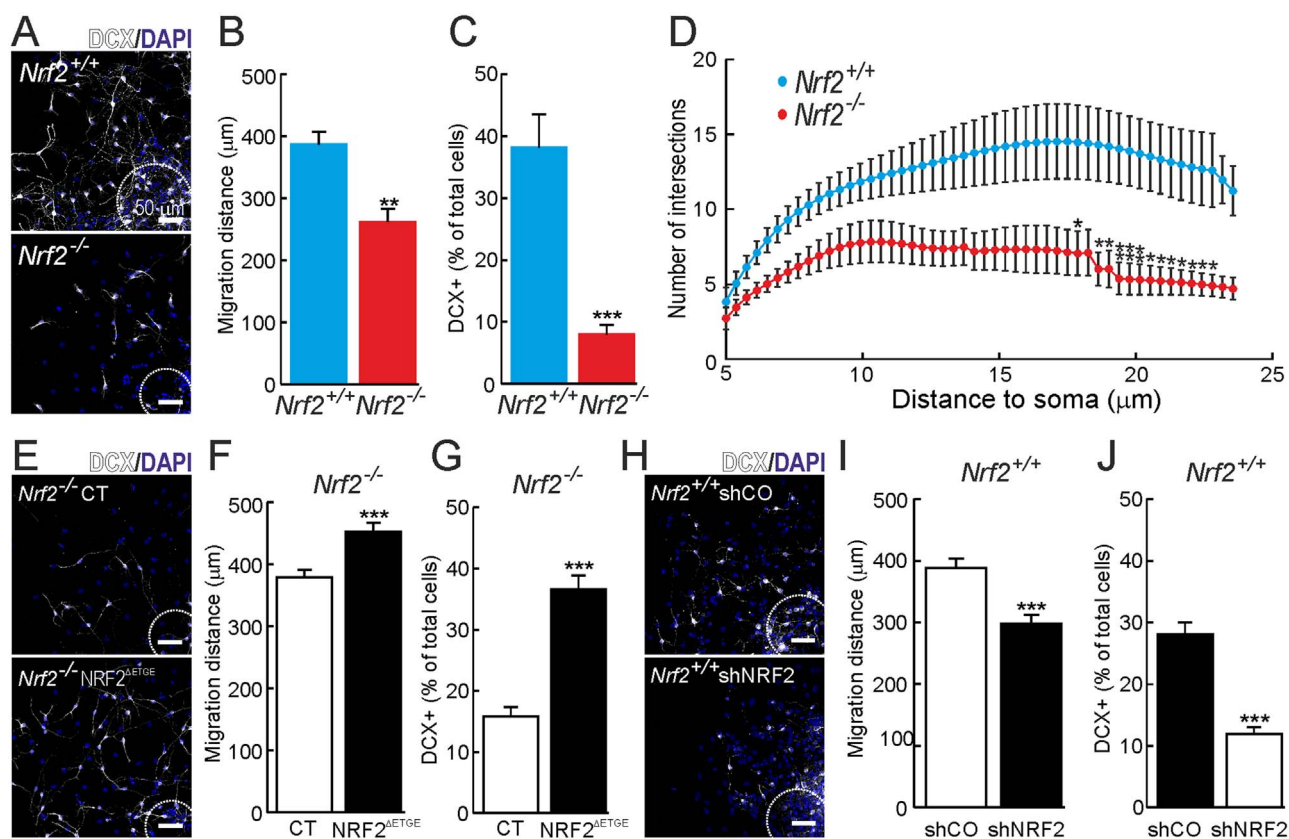 A
DCX/DAPI
Nrf2+/+
50 μm
Nrf2-/-
B
Migration distance (μm)
500
400
300
200
100
0
**
Nrf2+/+ Nrf2-/-
C
DCX+ (% of total cells)
50
40
30
20
10
0
***
Nrf2+/+ Nrf2-/-
D
Number of intersections
20
15
10
5
0
Nrf2+/+
Nrf2-/-
5 10 15 20 25
Distance to soma (μm)
E
DCX/DAPI
Nrf2-/- CT
Nrf2-/- NRF2ΔETGE
F
Nrf2-/-
Migration distance (μm)
500
400
300
200
100
0
***
CT NRF2ΔETGE
G
Nrf2-/-
DCX+ (% of total cells)
50
40
30
20
10
0
***
CT NRF2ΔETGE
H
DCX/DAPI
Nrf2+/+ shCO
Nrf2+/+ shNRF2
I
Nrf2+/+
Migration distance (μm)
500
400
300
200
100
0
***
shCO shNRF2
J
Nrf2+/+
DCX+ (% of total cells)
50
40
30
20
10
0
***
shCO shNRF2